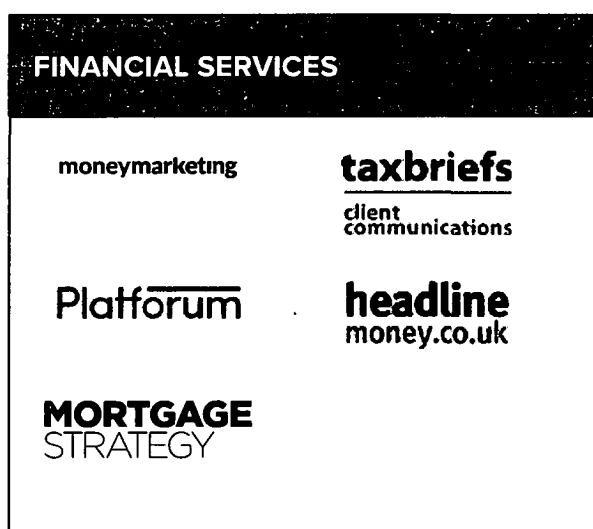 FINANCIAL SERVICES
moneymarketing
taxbriefs
client
communications
Platforum
headline
money.co.uk
MORTGAGE
STRATEGY